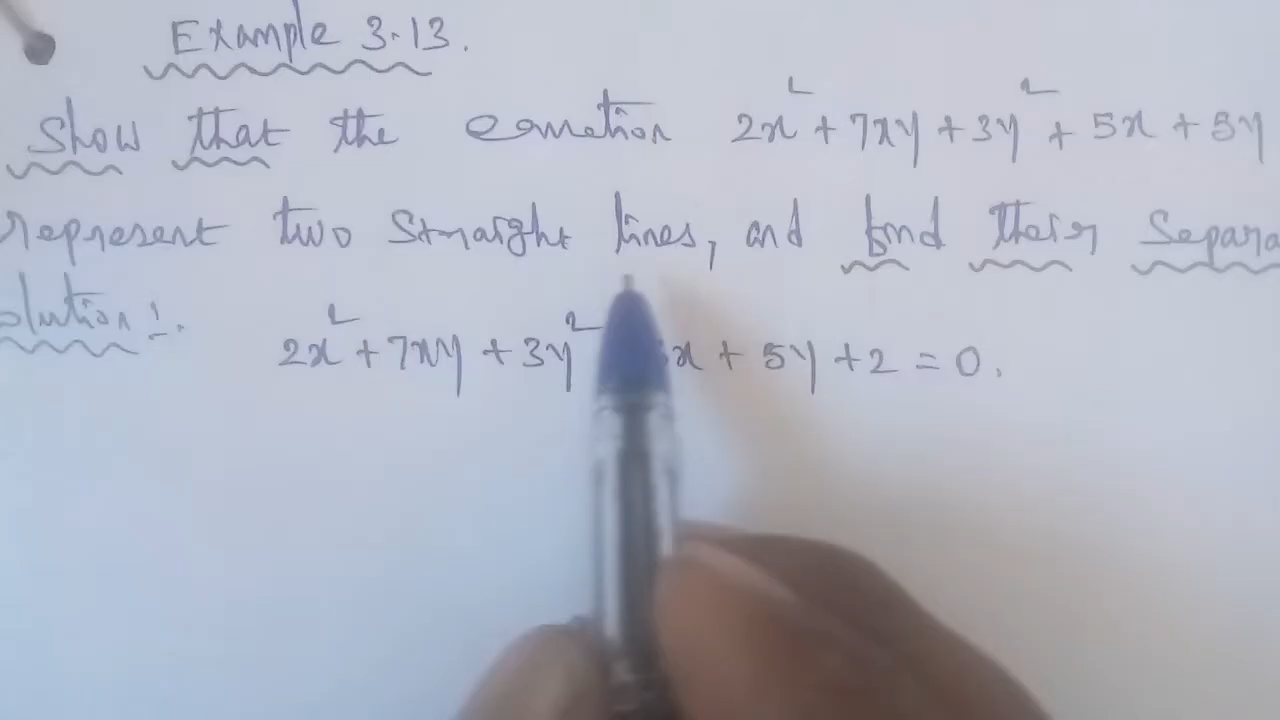 Example 3.13.
Show that the equation 2x² + 7xy + 3y² + 5x + 5y
represent two straight lines, and find their Separa
olution :-
2x² + 7xy + 3y² x + 5y + 2 = 0.